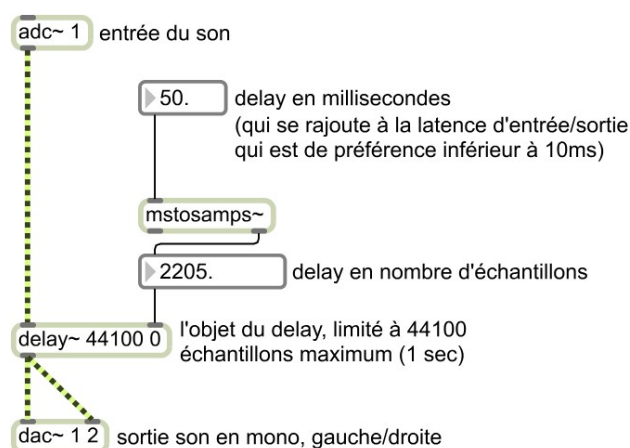 adc~ 1 entrée du son
50. delay en millisecondes
(qui se rajoute à la latence d'entrée/sortie
qui est de préférence inférieur à 10ms)
mstosamps~
2205. delay en nombre d'échantillons
delay~ 44100 0 l'objet du delay, limité à 44100
échantillons maximum (1 sec)
dac~ 1 2 sortie son en mono, gauche/droite